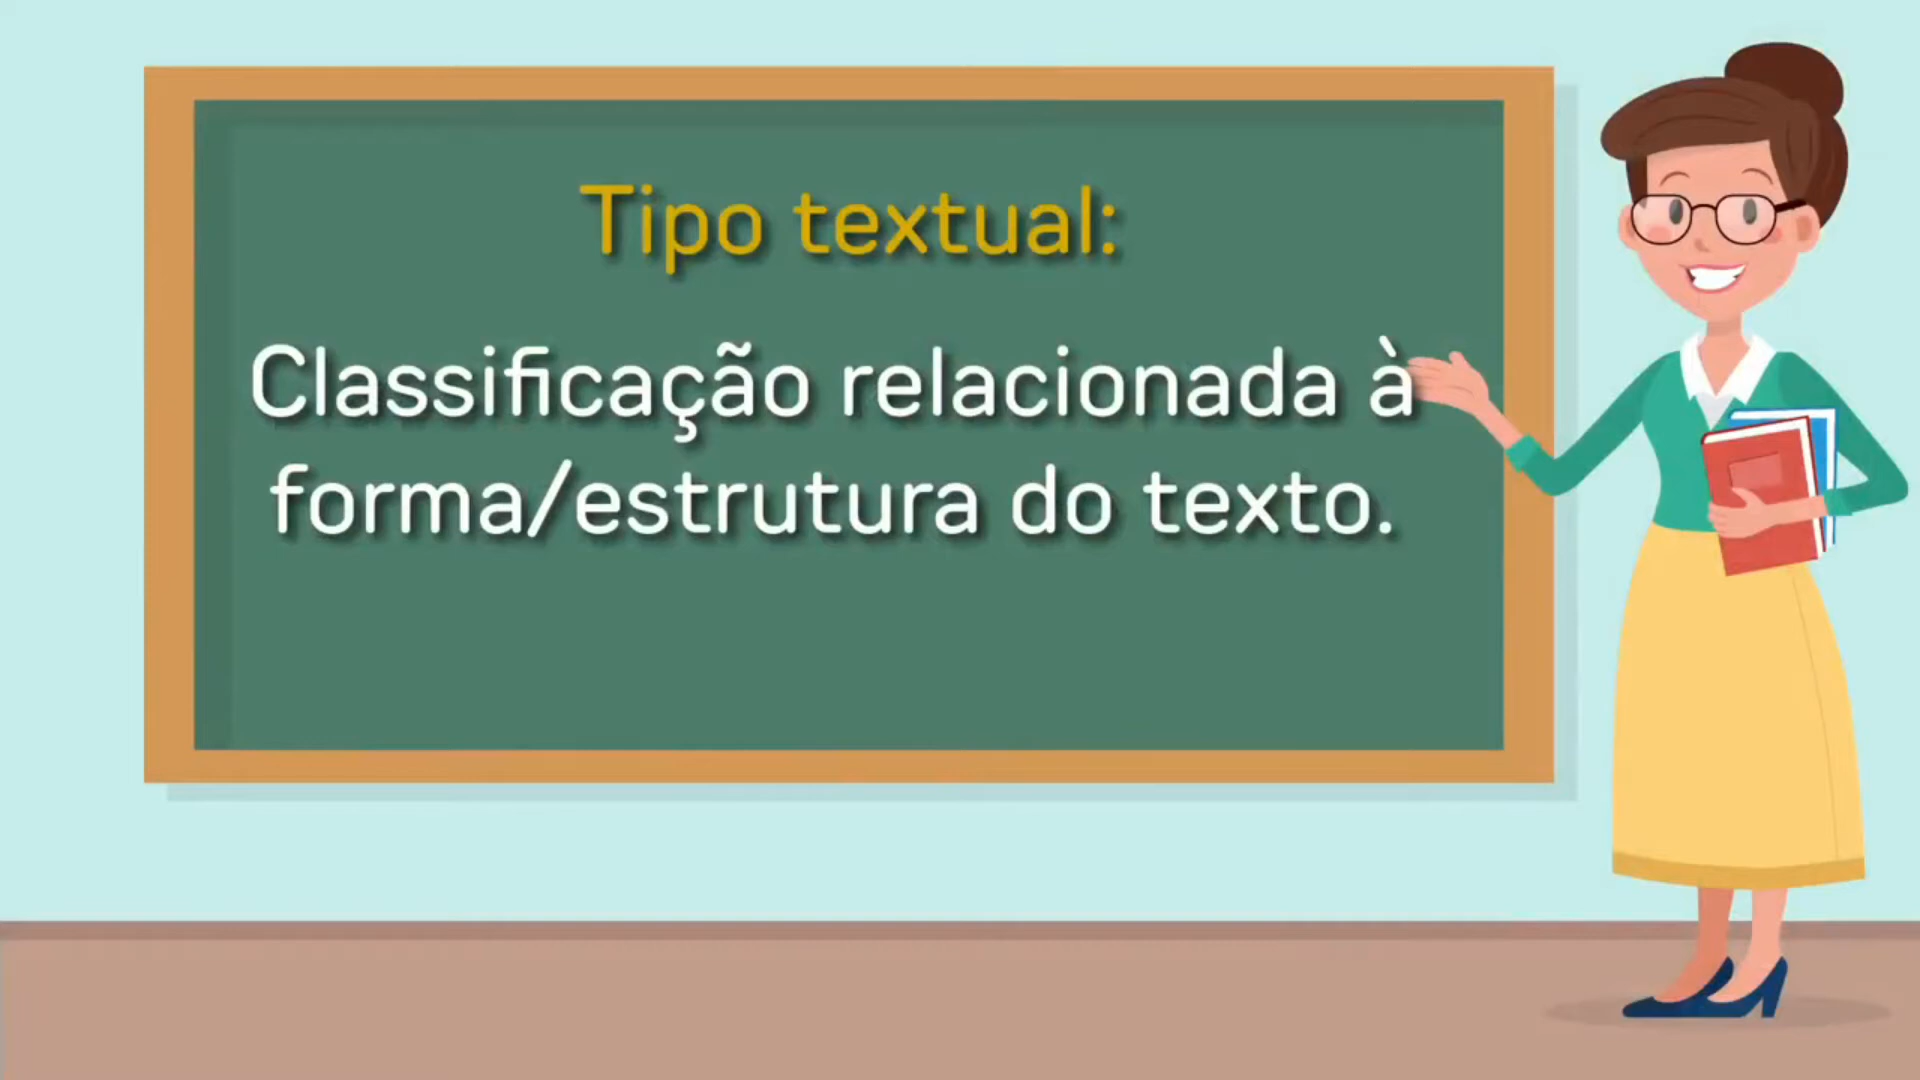 Tipo textual:
Classificação relacionada à
forma/estrutura do texto.